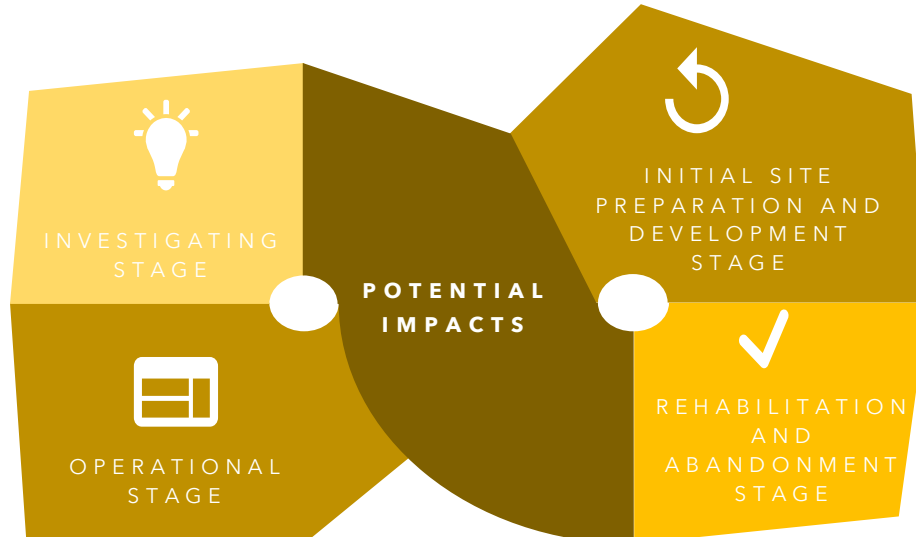 INVESTIGATING
STAGE
POTENTIAL
IMPACTS
INITIAL SITE
PREPARATION AND
DEVELOPMENT
STAGE
OPERATIONAL
STAGE
REHABILITATION
AND
ABANDONMENT
STAGE